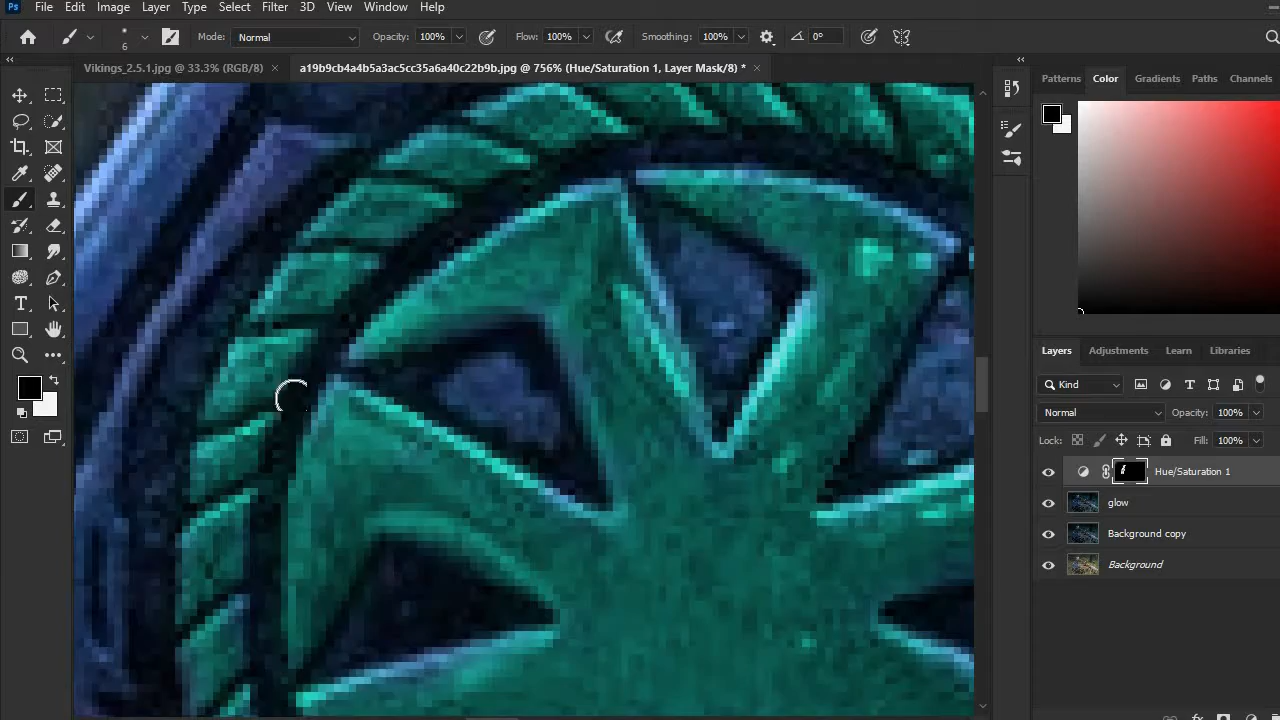 Ps File Edit Image Layer Type Select Filter 3D View Window Help
6 Mode: Normal Opacity: 100% Flow: 100% Smoothing: 100% 0°
Vikings_2.5.1.jpg @ 33.3% (RGB/8) × a19b9cb4a4b5a3ac5cc35a6a40c22b9b.jpg @ 756% (Hue/Saturation 1, Layer Mask/8) * ×
Patterns Color Gradients Paths Channels
Layers Adjustments Learn Libraries
Kind
Normal Opacity: 100%
Lock: Fill: 100%
Hue/Saturation 1
glow
Background copy
Background